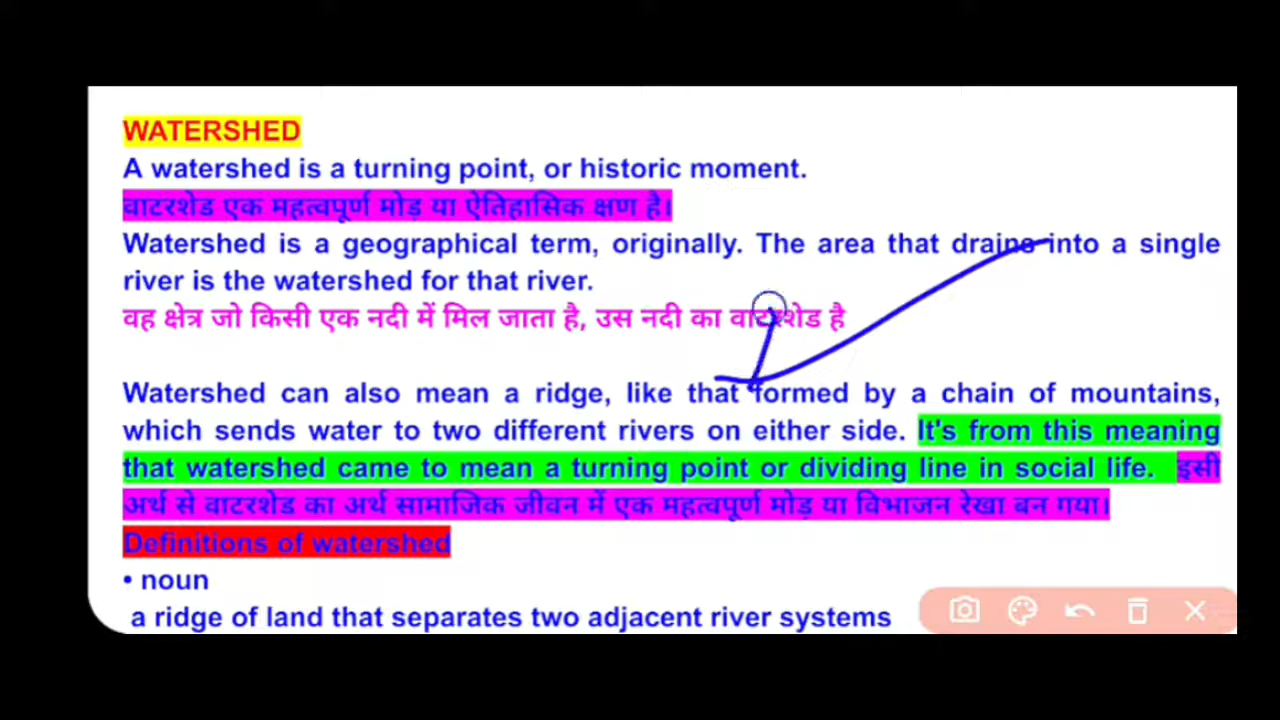 WATERSHED
A watershed is a turning point, or historic moment.
वाटरशेड एक महत्वपूर्ण मोड़ या ऐतिहासिक क्षण है।
Watershed is a geographical term, originally. The area that drains into a single
river is the watershed for that river.
वह क्षेत्र जो किसी एक नदी में मिल जाता है, उस नदी का वाटरशेड है
Watershed can also mean a ridge, like that formed by a chain of mountains,
which sends water to two different rivers on either side. It's from this meaning
that watershed came to mean a turning point or dividing line in social life. इसी
अर्थ से वाटरशेड का अर्थ सामाजिक जीवन में एक महत्वपूर्ण मोड़ या विभाजन रेखा बन गया।
Definitions of watershed
• noun
a ridge of land that separates two adjacent river systems